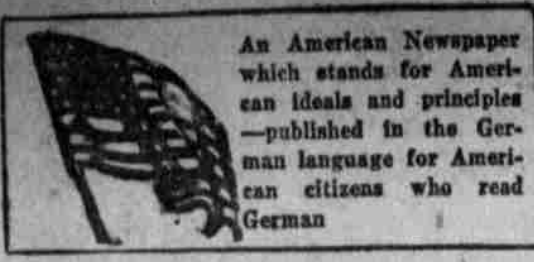 An American Newspaper
which stands for Ameri-
can ideals and principles
—published in the Ger-
man language for Ameri-
can citizens who read
German